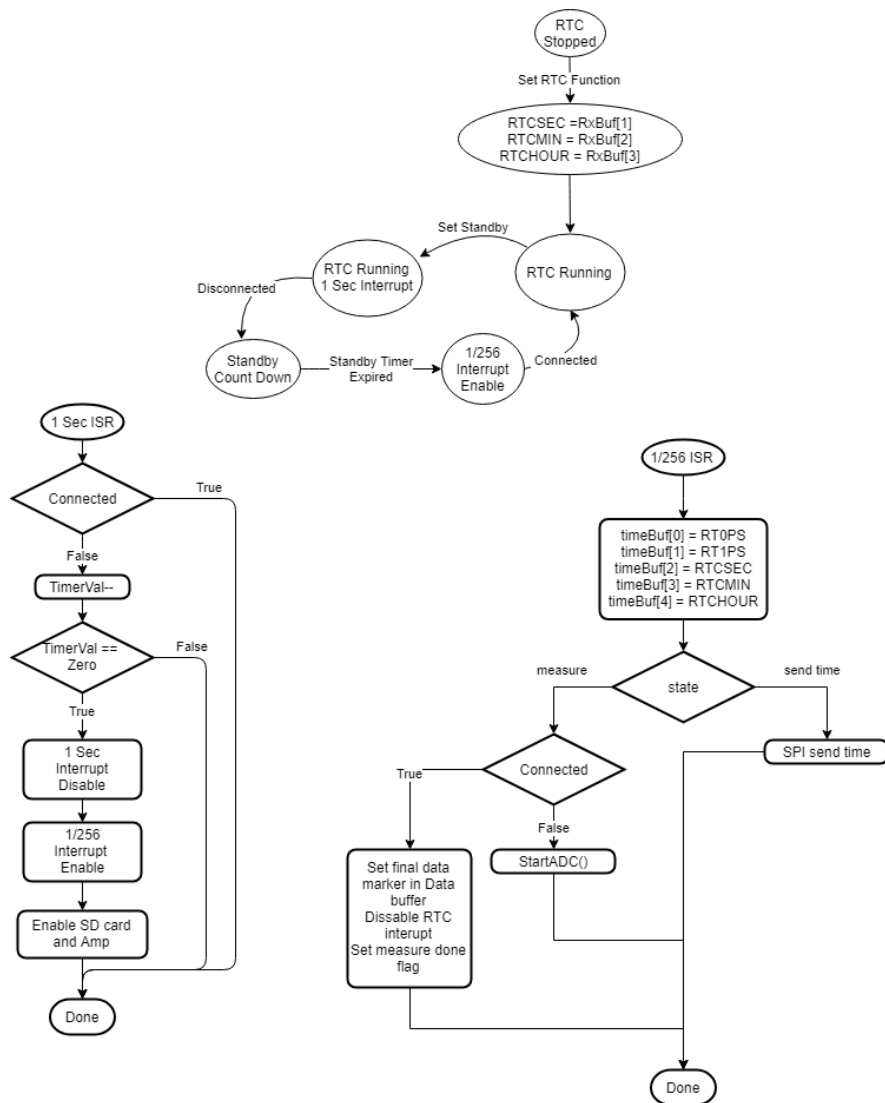 RTC
Stopped
Set RTC Function
RTCSEC =RxBuf[1]
RTCMIN = RxBuf[2]
RTCHOUR = RxBuf[3]
Set Standby
RTC Running
1 Sec Interrupt
RTC Running
Disconnected
Standby
Count Down
Standby Timer
Expired
1/256
Interrupt
Enable
Connected
1 Sec ISR
Connected
True
False
TimerVal--
TimerVal ==
Zero
False
True
1 Sec
Interrupt
Disable
1/256
Interrupt
Enable
Enable SD card
and Amp
Done
1/256 ISR
timeBuf[0] = RT0PS
timeBuf[1] = RT1PS
timeBuf[2] = RTCSEC
timeBuf[3] = RTCMIN
timeBuf[4] = RTCHOUR
measure
state
send time
SPI send time
Connected
True
False
StartADC()
Set final data
marker in Data
buffer
Dissable RTC
interupt
Set measure done
flag
Done